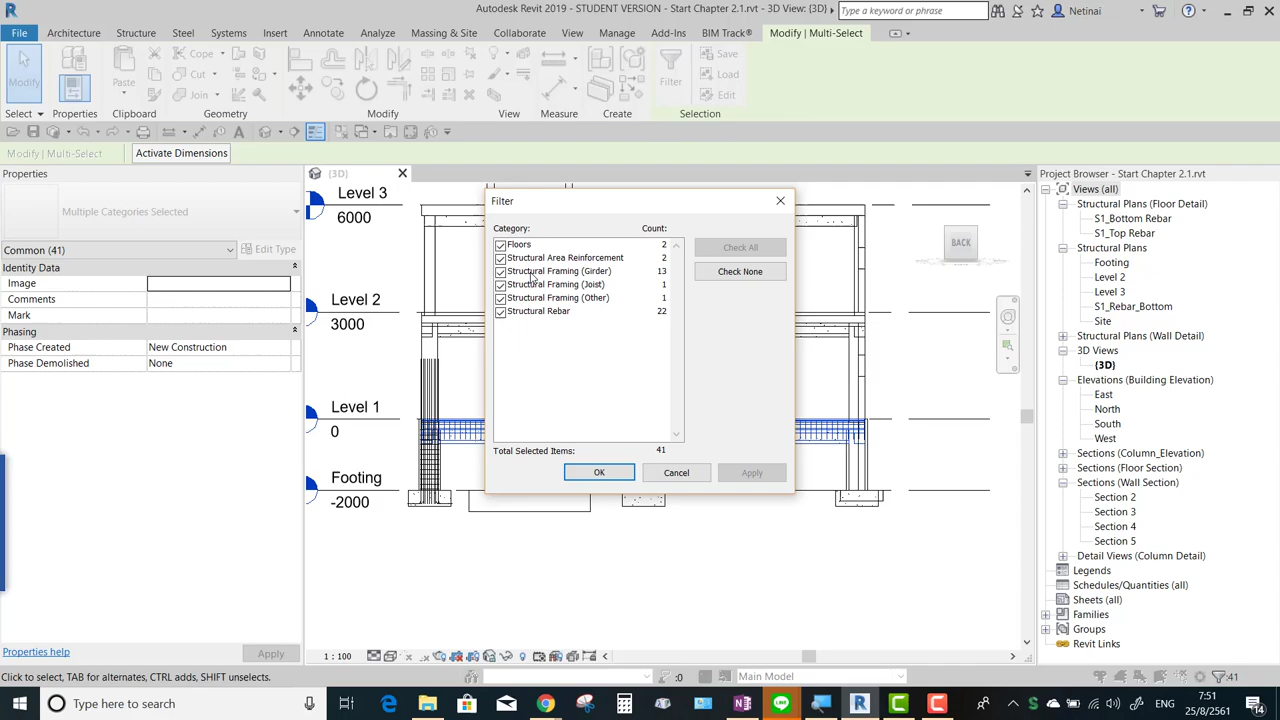 Autodesk Revit 2019 - STUDENT VERSION - Start Chapter 2.1.rvt - 3D View: {3D}
Type a keyword or phrase
Netinai
File Architecture Structure Steel Systems Insert Annotate Analyze Massing & Site Collaborate View Manage Add-Ins BIM Track® Modify | Multi-Select
Modify
Paste
Cope
Cut
Join
Filter
Save
Load
Edit
Select Properties Clipboard Geometry Modify View Measure Create Selection
Modify | Multi-Select
Activate Dimensions
Properties
Multiple Categories Selected
Common (41)
Edit Type
Identity Data
Image
Comments
Mark
Phasing
Phase Created New Construction
Phase Demolished None
Properties help
Apply
{3D}
Level 3
6000
Level 2
3000
Level 1
0
Footing
-2000
BACK
Filter
Category: Count:
Floors 2
Structural Area Reinforcement 2
Structural Framing (Girder) 13
Structural Framing (Joist) 1
Structural Framing (Other) 1
Structural Rebar 22
Check All
Check None
Total Selected Items: 41
OK
Cancel
Apply
Project Browser - Start Chapter 2.1.rvt
Views (all)
Structural Plans (Floor Detail)
S1_Bottom Rebar
S1_Top Rebar
Structural Plans
Footing
Level 2
Level 3
S1_Rebar_Bottom
Site
Structural Plans (Wall Detail)
3D Views
{3D}
Elevations (Building Elevation)
East
North
South
West
Sections (Column_Elevation)
Sections (Floor Section)
Sections (Wall Section)
Section 2
Section 3
Section 4
Section 5
Detail Views (Column Detail)
Legends
Schedules/Quantities (all)
Sheets (all)
Families
Groups
Revit Links
1 : 100
Click to select, TAB for alternates, CTRL adds, SHIFT unselects.
:0
Main Model
:41
Type here to search
7:51
25/8/2561